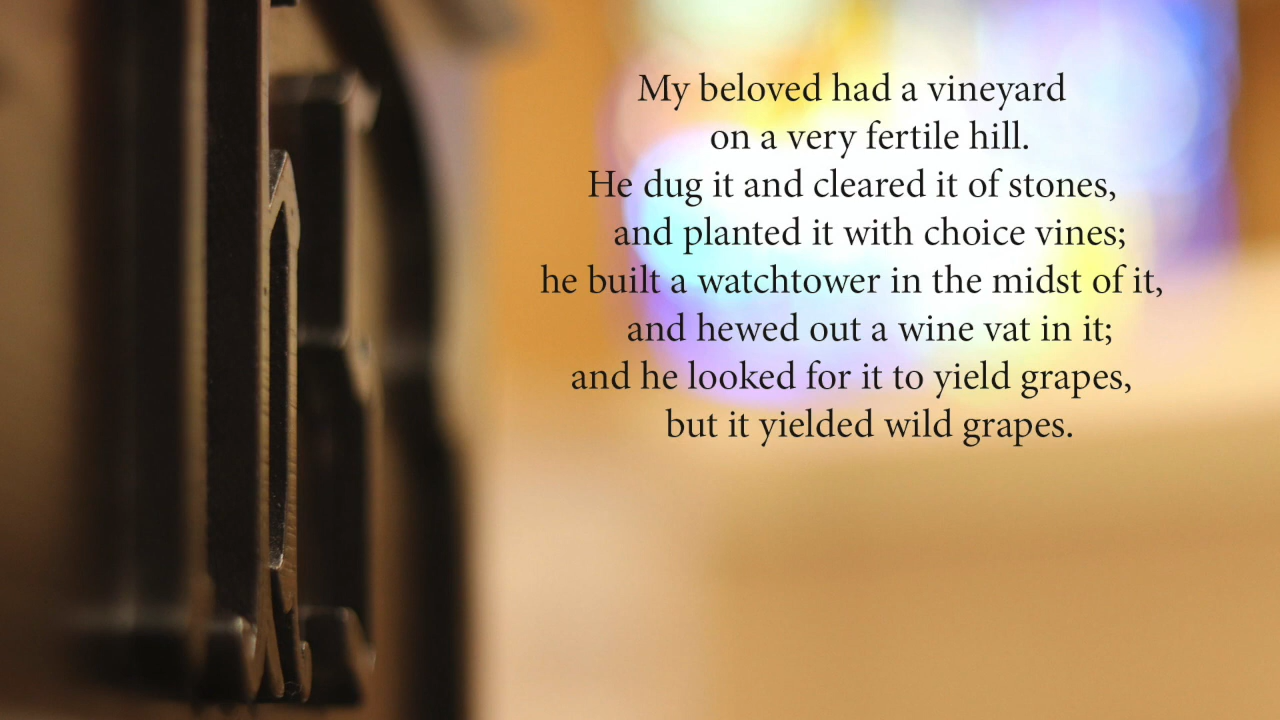 My beloved had a vineyard
on a very fertile hill.
He dug it and cleared it of stones,
and planted it with choice vines;
he built a watchtower in the midst of it,
and hewed out a wine vat in it;
and he looked for it to yield grapes,
but it yielded wild grapes.